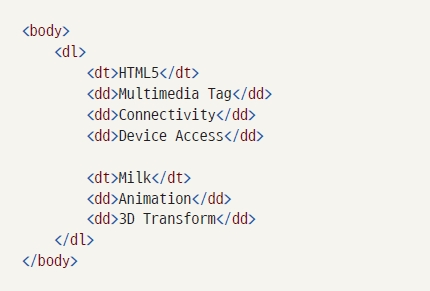 <body>
<dl>
<dt>HTML5</dt>
<dd>Multimedia Tag</dd>
<dd>Connectivity</dd>
<dd>Device Access</dd>
<dt>Milk</dt>
<dd>Animation</dd>
<dd>3D Transform</dd>
</dl>
</body>